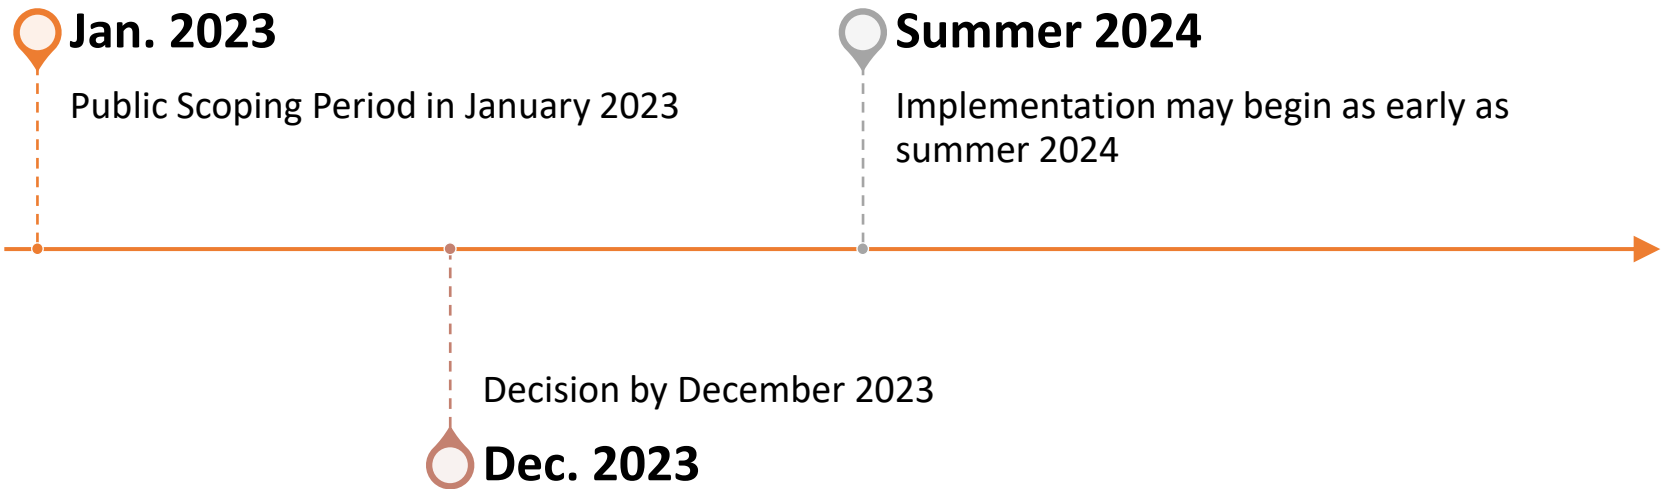 Jan. 2023
Public Scoping Period in January 2023
Summer 2024
Implementation may begin as early as
summer 2024
Decision by December 2023
Dec. 2023